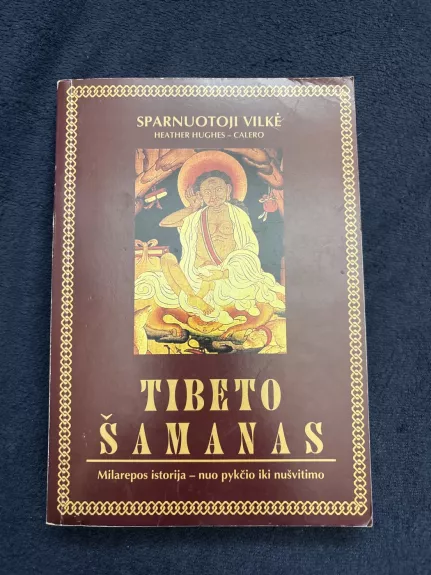 SPARNUOTOJI VILKĖ
HEATHER HUGHES – CALERO
TIBETO
ŠAMANAS
Milarepos istorija – nuo pykčio iki nušvitimo